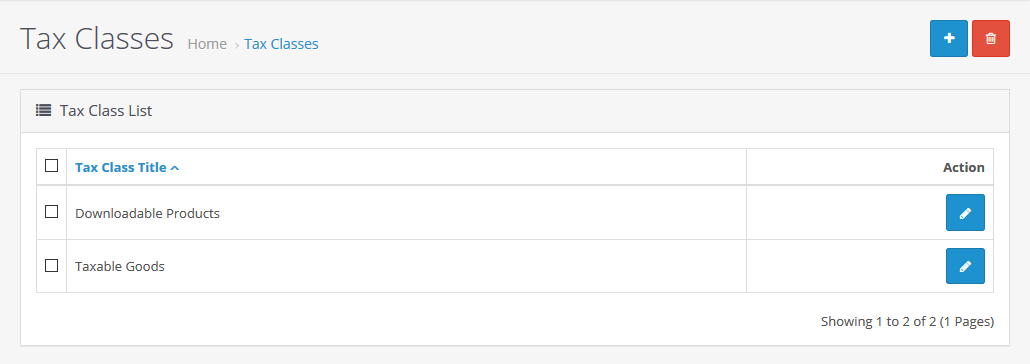 Tax Classes Home › Tax Classes
Tax Class List
Tax Class Title Action
Downloadable Products
Taxable Goods
Showing 1 to 2 of 2 (1 Pages)